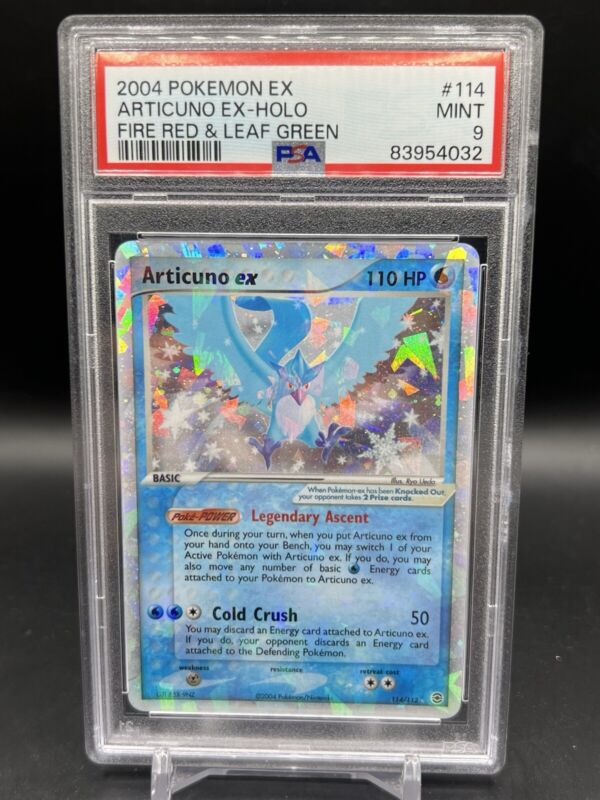 2004 POKEMON EX #114
ARTICUNO EX-HOLO MINT
FIRE RED & LEAF GREEN 9
PSA 83954032
Articuno ex 110 HP
BASIC
Illus. Ryo Ueda
When Pokémon-ex has been Knocked Out,
your opponent takes 2 Prize cards.
Poké-POWER Legendary Ascent
Once during your turn, when you put Articuno ex from
your hand onto your Bench, you may switch 1 of your
Active Pokémon with Articuno ex. If you do, you may
also move any number of basic Energy cards
attached to your Pokémon to Articuno ex.
Cold Crush 50
You may discard an Energy card attached to Articuno ex.
If you do, your opponent discards an Energy card
attached to the Defending Pokémon.
weakness resistance retreat cost
©2004 Pokémon/Nintendo 114/112